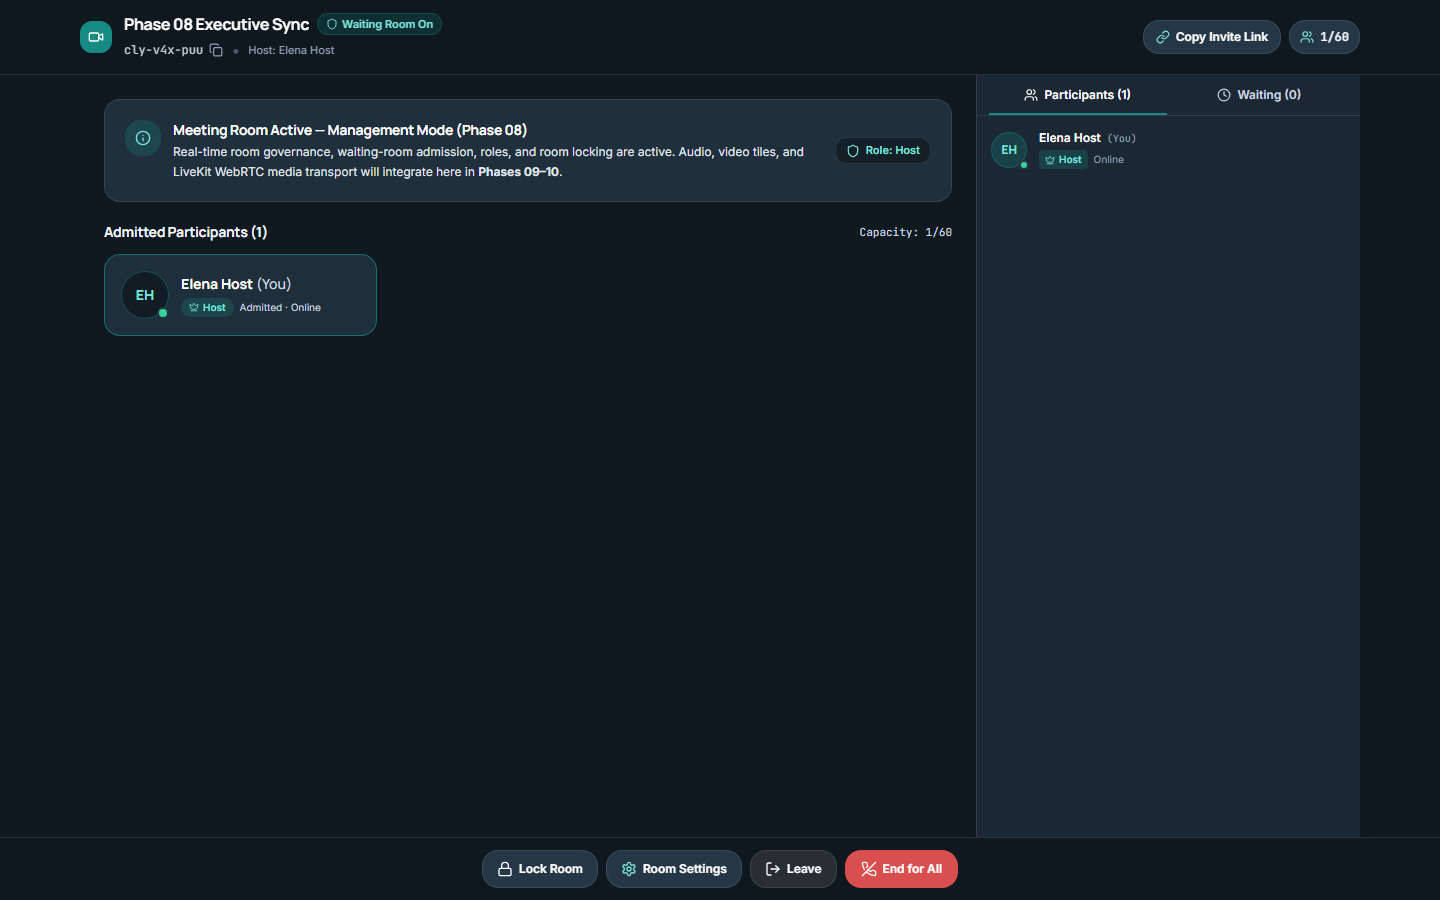 Phase 08 Executive Sync
Waiting Room On
cly-v4x-puu
Host: Elena Host
Copy Invite Link
1/60
Meeting Room Active — Management Mode (Phase 08)
Real-time room governance, waiting-room admission, roles, and room locking are active. Audio, video tiles, and
LiveKit WebRTC media transport will integrate here in Phases 09–10.
Role: Host
Admitted Participants (1)
Capacity: 1/60
EH
Elena Host (You)
Host
Admitted · Online
Participants (1)
Waiting (0)
EH
Elena Host (You)
Host
Online
Lock Room
Room Settings
Leave
End for All